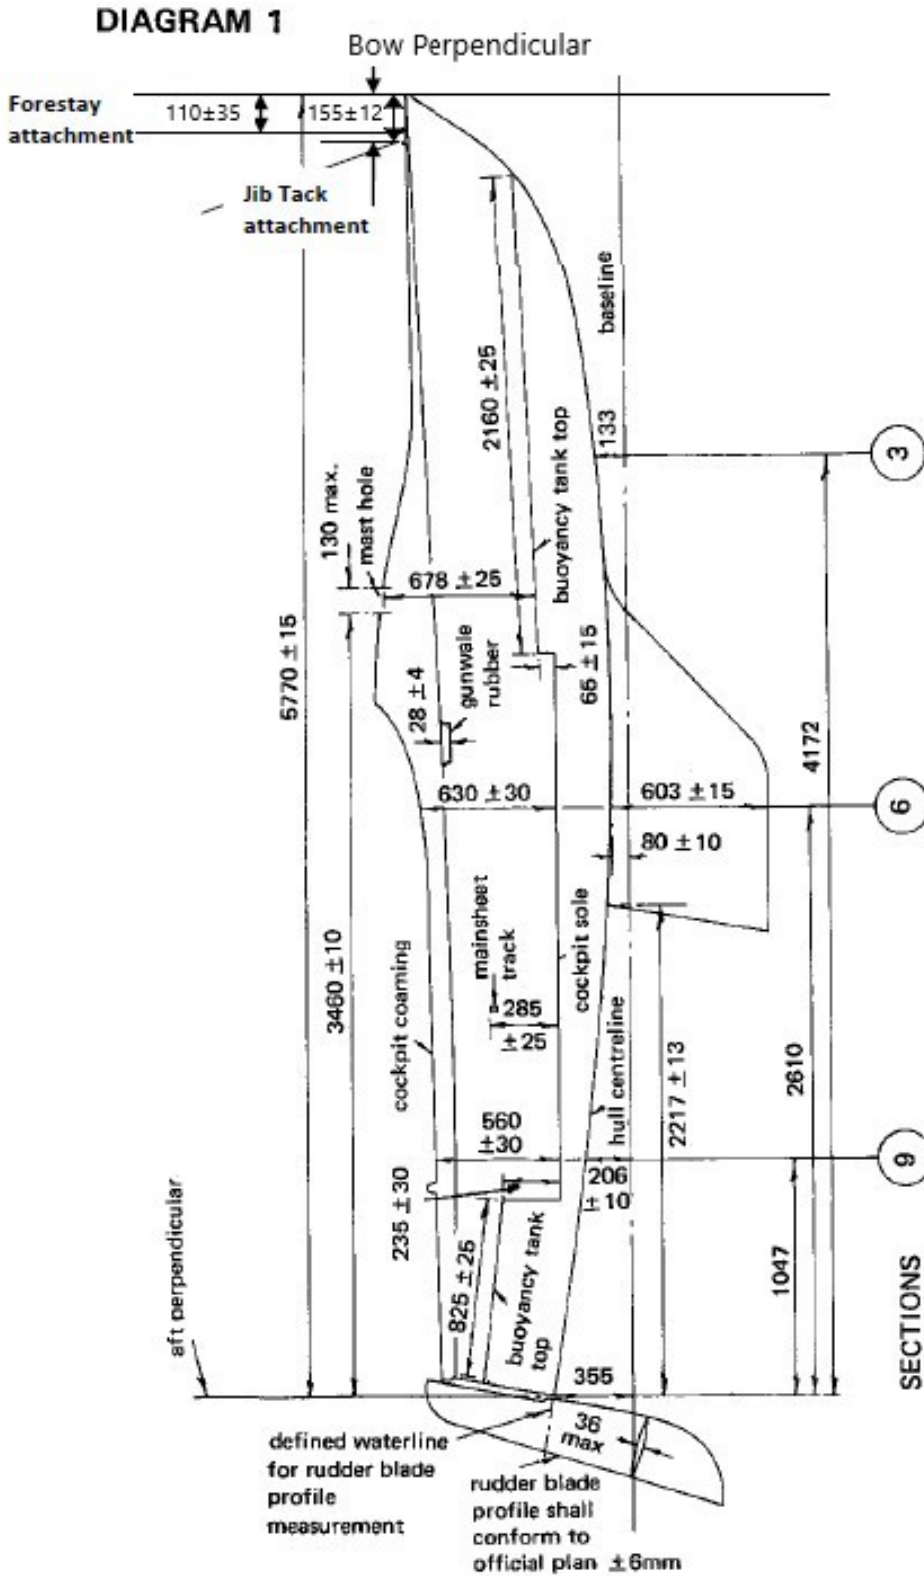 DIAGRAM 1
Bow Perpendicular
Forestay
attachment
110±35
155±12
Jib Tack
attachment
baseline
2160 ±25
buoyancy tank top
133
3
130 max.
mast hole
678 ±25
5770 ±15
gunwale
rubber
28 ±4
65 ±15
4172
630 ±30
603 ±15
6
80 ±10
mainsheet
track
cockpit sole
3460 ±10
285
±25
cockpit coaming
hull centreline
2217 ±13
2610
560
±30
9
206
±10
235 ±30
1047
aft perpendicular
825 ±25
buoyancy tank
top
SECTIONS
355
36
max
defined waterline
for rudder blade
profile
measurement
rudder blade
profile shall
conform to
official plan ±6mm